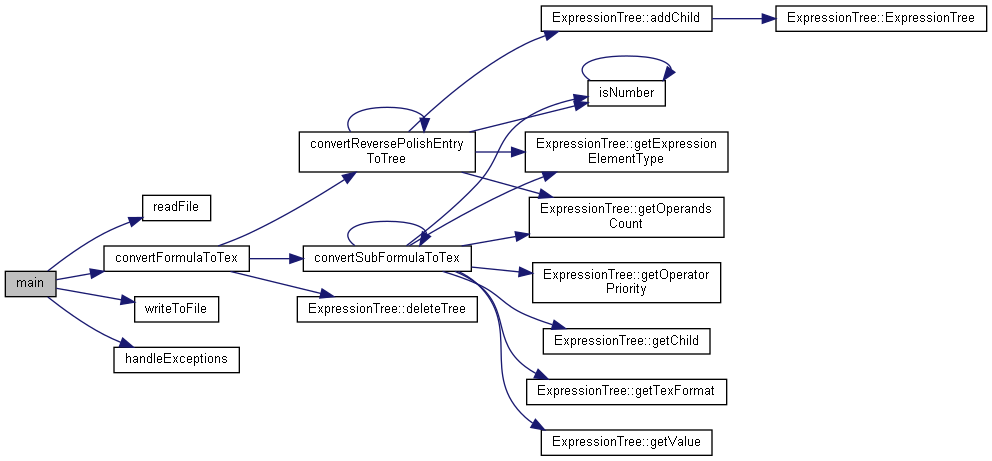 ExpressionTree::addChild
ExpressionTree::ExpressionTree
isNumber
convertReversePolishEntry
ToTree
ExpressionTree::getExpression
ElementType
readFile
ExpressionTree::getOperands
Count
convertFormulaToTex
convertSubFormulaToTex
main
ExpressionTree::getOperator
Priority
writeToFile
ExpressionTree::deleteTree
ExpressionTree::getChild
handleExceptions
ExpressionTree::getTexFormat
ExpressionTree::getValue